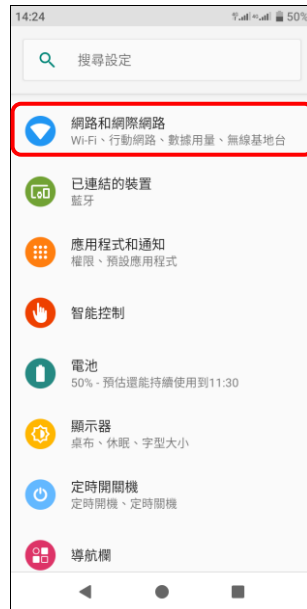 14:24
50%
搜尋設定
網路和網際網路
Wi-Fi、行動網路、數據用量、無線基地台
已連結的裝置
藍牙
應用程式和通知
權限、預設應用程式
智能控制
電池
50% - 預估還能持續使用到11:30
顯示器
桌布、休眠、字型大小
定時開關機
定時開機、定時關機
導航欄